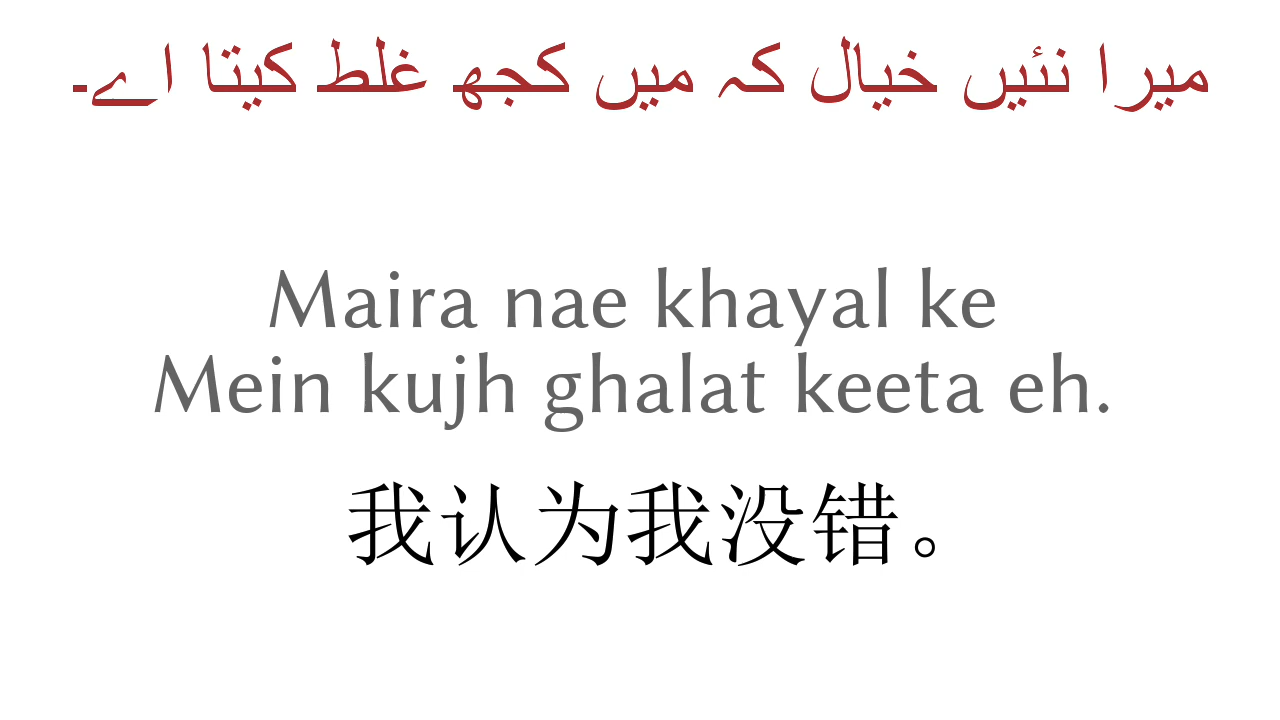 میرا نئیں خیال کہ میں کجھ غلط کیتا اے۔
Maira nae khayal ke
Mein kujh ghalat keeta eh.
我认为我没错。